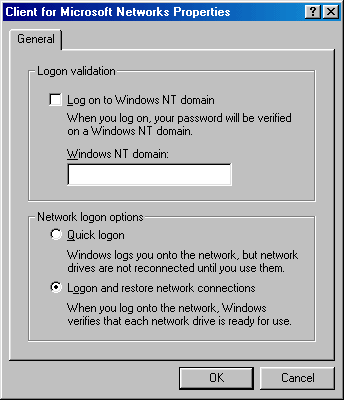 Client for Microsoft Networks Properties
General
Logon validation
Log on to Windows NT domain
When you log on, your password will be verified
on a Windows NT domain.
Windows NT domain:
Network logon options
Quick logon
Windows logs you onto the network, but network
drives are not reconnected until you use them.
Logon and restore network connections
When you log onto the network, Windows
verifies that each network drive is ready for use.
OK
Cancel